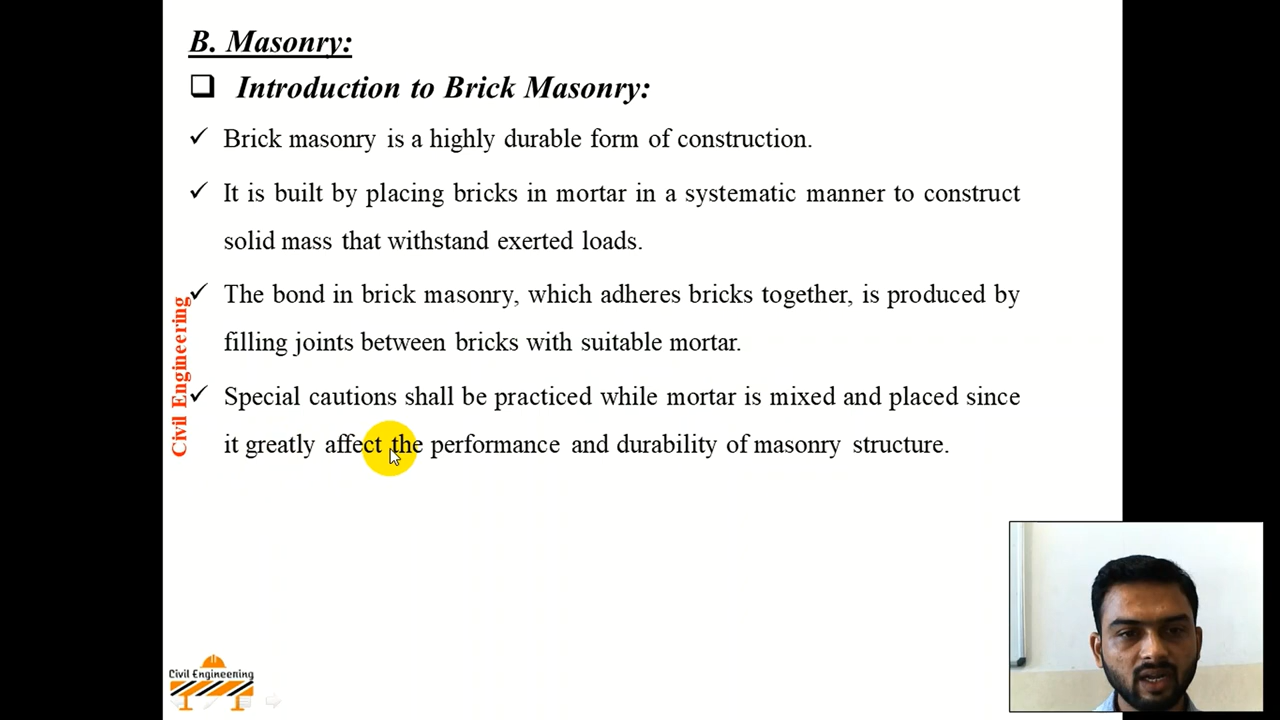 B. Masonry:
Introduction to Brick Masonry:
Brick masonry is a highly durable form of construction.
It is built by placing bricks in mortar in a systematic manner to construct
solid mass that withstand exerted loads.
The bond in brick masonry, which adheres bricks together, is produced by
filling joints between bricks with suitable mortar.
Special cautions shall be practiced while mortar is mixed and placed since
it greatly affect the performance and durability of masonry structure.
Civil Engineering
Civil Engineering